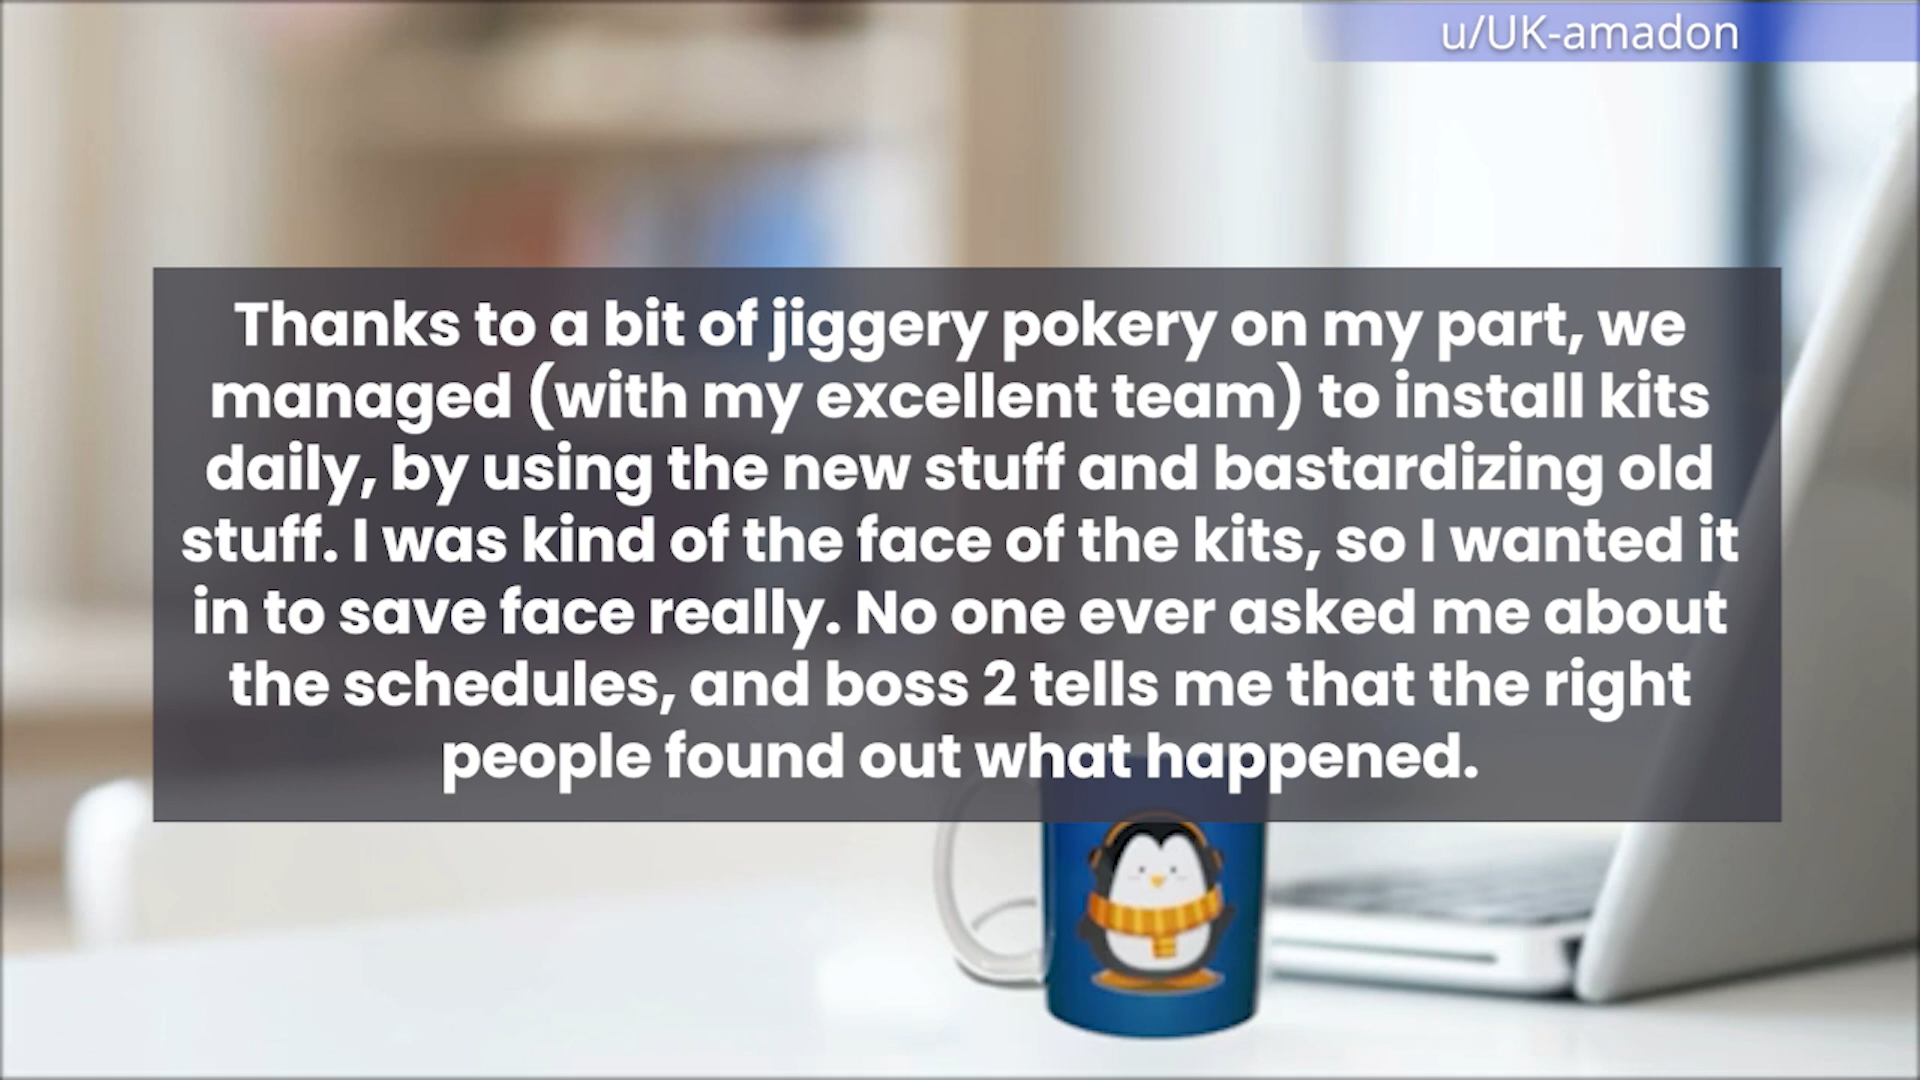 u/UK-amadon
Thanks to a bit of jiggery pokery on my part, we
managed (with my excellent team) to install kits
daily, by using the new stuff and bastardizing old
stuff. I was kind of the face of the kits, so I wanted it
in to save face really. No one ever asked me about
the schedules, and boss 2 tells me that the right
people found out what happened.